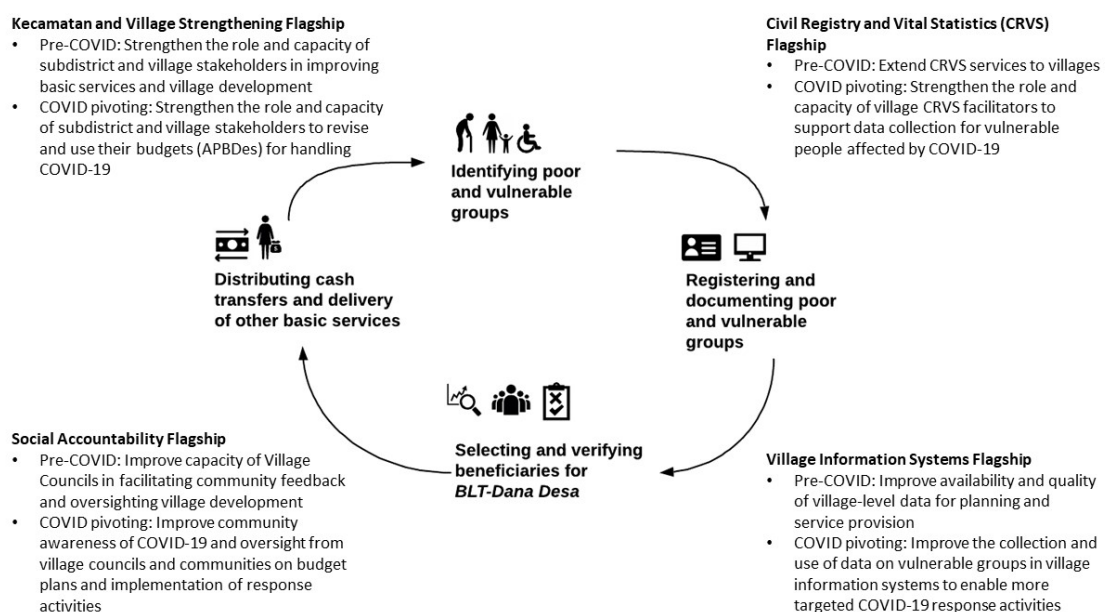 Kecamatan and Village Strengthening Flagship
• Pre-COVID: Strengthen the role and capacity of
subdistrict and village stakeholders in improving
basic services and village development
• COVID pivoting: Strengthen the role and capacity
of subdistrict and village stakeholders to revise
and use their budgets (APBDes) for handling
COVID-19
Civil Registry and Vital Statistics (CRVS)
Flagship
• Pre-COVID: Extend CRVS services to villages
• COVID pivoting: Strengthen the role and
capacity of village CRVS facilitators to
support data collection for vulnerable
people affected by COVID-19
Identifying poor
and vulnerable
groups
Registering and
documenting poor
and vulnerable
groups
Selecting and verifying
beneficiaries for
BLT-Dana Desa
Distributing cash
transfers and delivery
of other basic services
Social Accountability Flagship
• Pre-COVID: Improve capacity of Village
Councils in facilitating community feedback
and oversighting village development
• COVID pivoting: Improve community
awareness of COVID-19 and oversight from
village councils and communities on budget
plans and implementation of response
activities
Village Information Systems Flagship
• Pre-COVID: Improve availability and quality
of village-level data for planning and
service provision
• COVID pivoting: Improve the collection and
use of data on vulnerable groups in village
information systems to enable more
targeted COVID-19 response activities